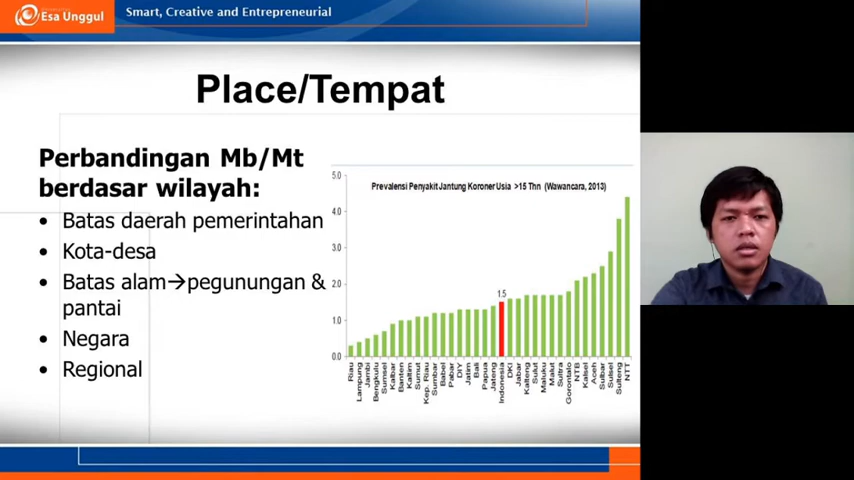 Esa Unggul
Smart, Creative and Entrepreneurial
Place/Tempat
Perbandingan Mb/Mt
berdasar wilayah:
• Batas daerah pemerintahan
• Kota-desa
• Batas alam→pegunungan &
pantai
• Negara
• Regional
Prevalensi Penyakit Jantung Koroner Usia >15 Thn (Wawancara, 2013)
5.0
4.0
3.0
2.0
1.0
0.0
1.5
Riau
Lampung
Jambi
Bengkulu
Sumsel
Kalbar
Banten
Kaltim
Sumut
Kep. Riau
Sumbar
Babel
Pabar
DIY
Jatim
Bali
Papua
Jateng
Indonesia
DKI
Jabar
Kalteng
Sulut
Maluku
Malut
Sultra
Gorontalo
NTB
Kalsel
Aceh
Sulbar
Sulsel
Sulteng
NTT